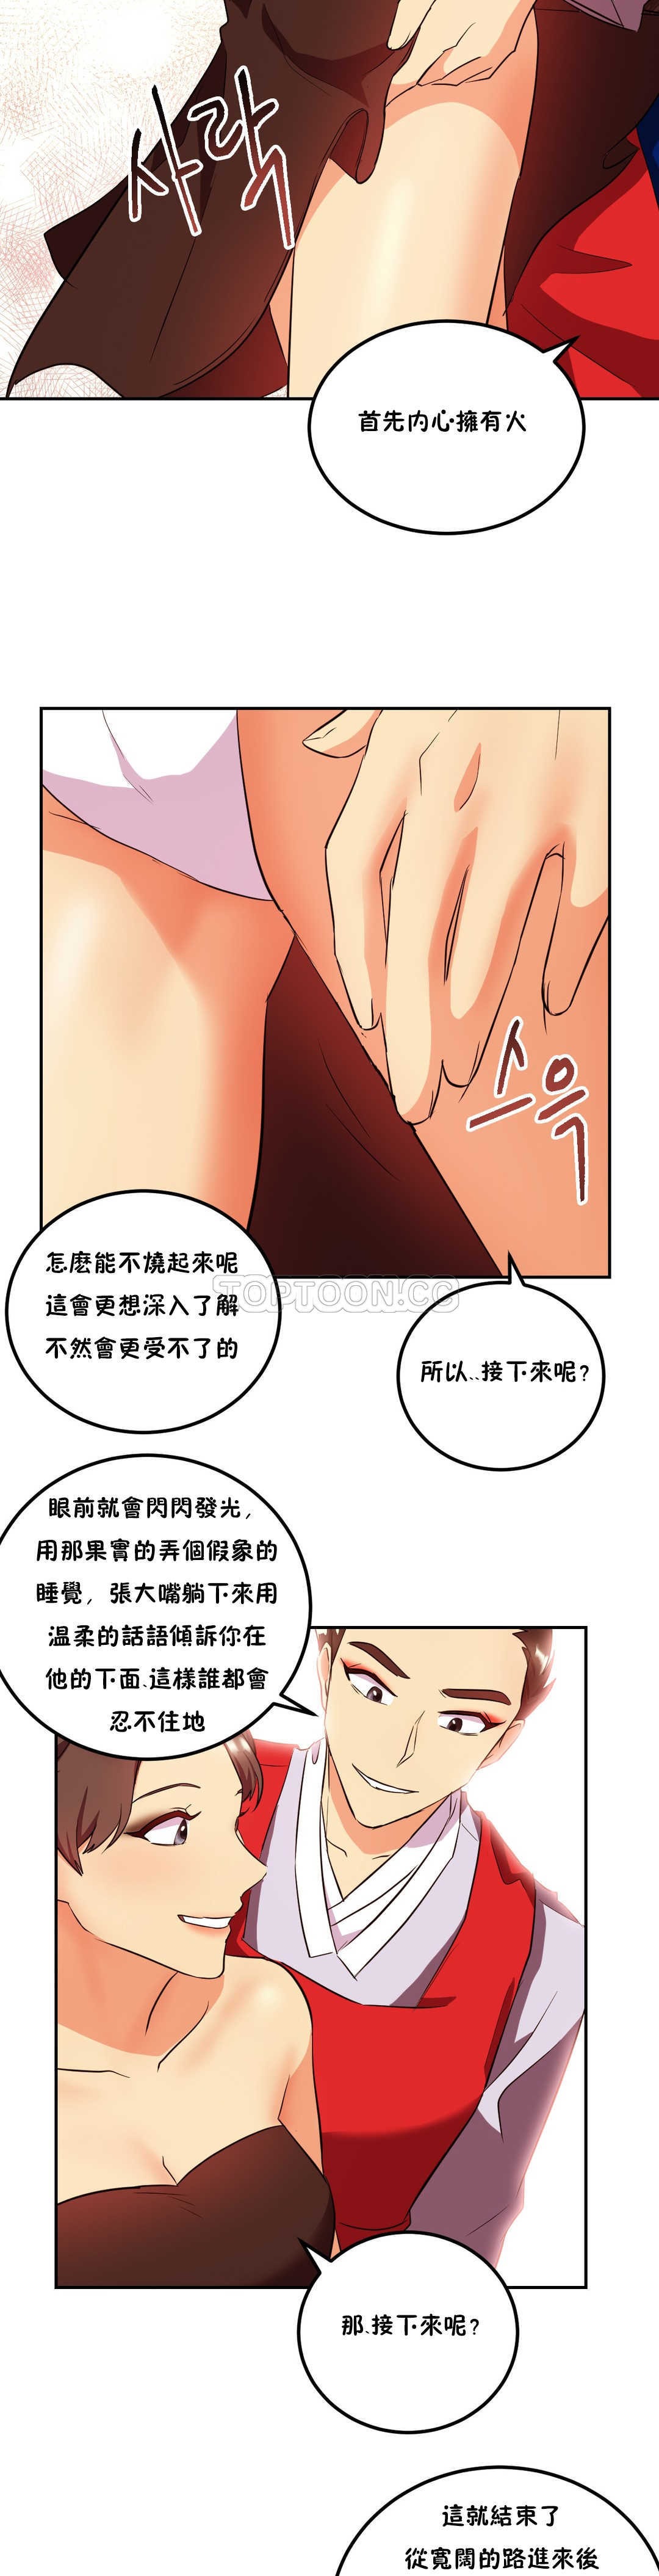 사락
首先内心擁有火
스윽
怎麽能不燒起來呢
這會更想深入了解
不然會更受不了的
TOPTOON.CC
所以..接下來呢?
眼前就會閃閃發光，
用那果實的弄個假象的
睡覺，張大嘴躺下來用
温柔的話語傾訴你在
他的下面.這樣誰都會
忍不住地
那.接下來呢?
這就結束了
從寬闊的路進來後